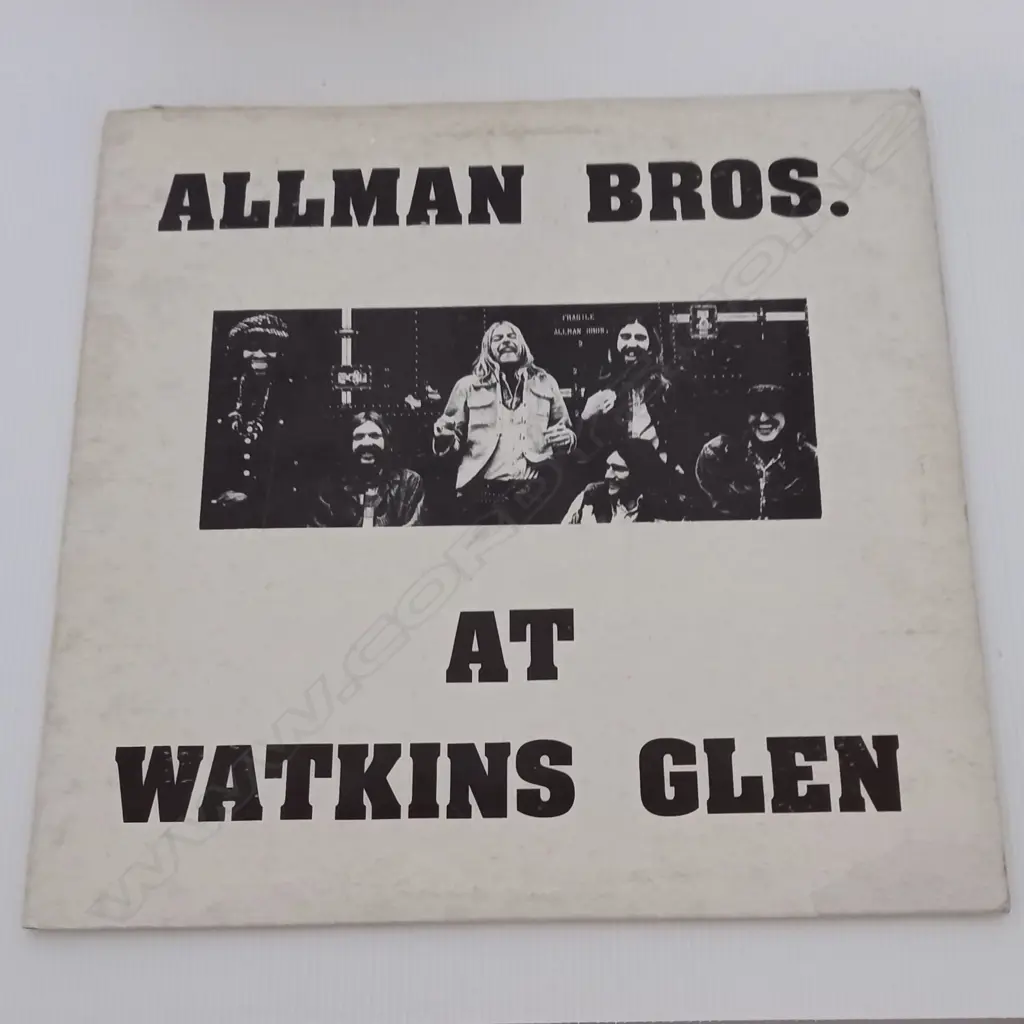 ALLMAN BROS.
FRAGILE
ALLMAN BROS.
AT
WATKINS GLEN